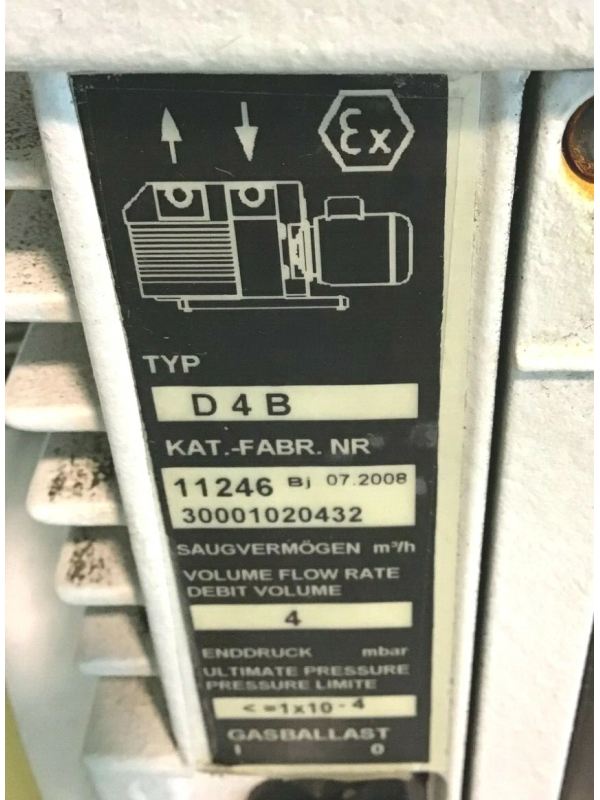 Ex
TYP
D 4 B
KAT.-FABR. NR
11246 Bj 07.2008
30001020432
SAUGVERMÖGEN m³/h
VOLUME FLOW RATE
DEBIT VOLUME
4
ENDDRUCK mbar
ULTIMATE PRESSURE
PRESSURE LIMITE
<=1x10-4
GASBALLAST
I 0